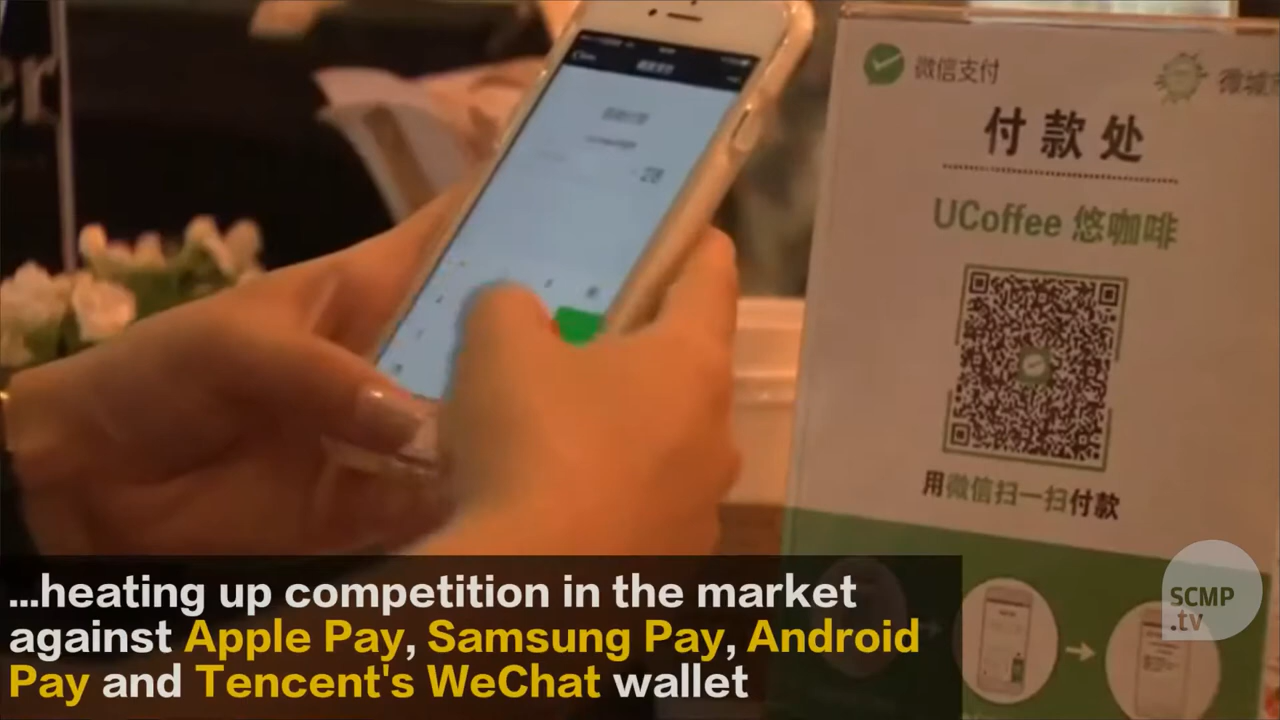 微信支付
付款处
UCoffee 悠咖啡
用微信扫一扫付款
...heating up competition in the market
against Apple Pay, Samsung Pay, Android
Pay and Tencent's WeChat wallet
SCMP
.tv